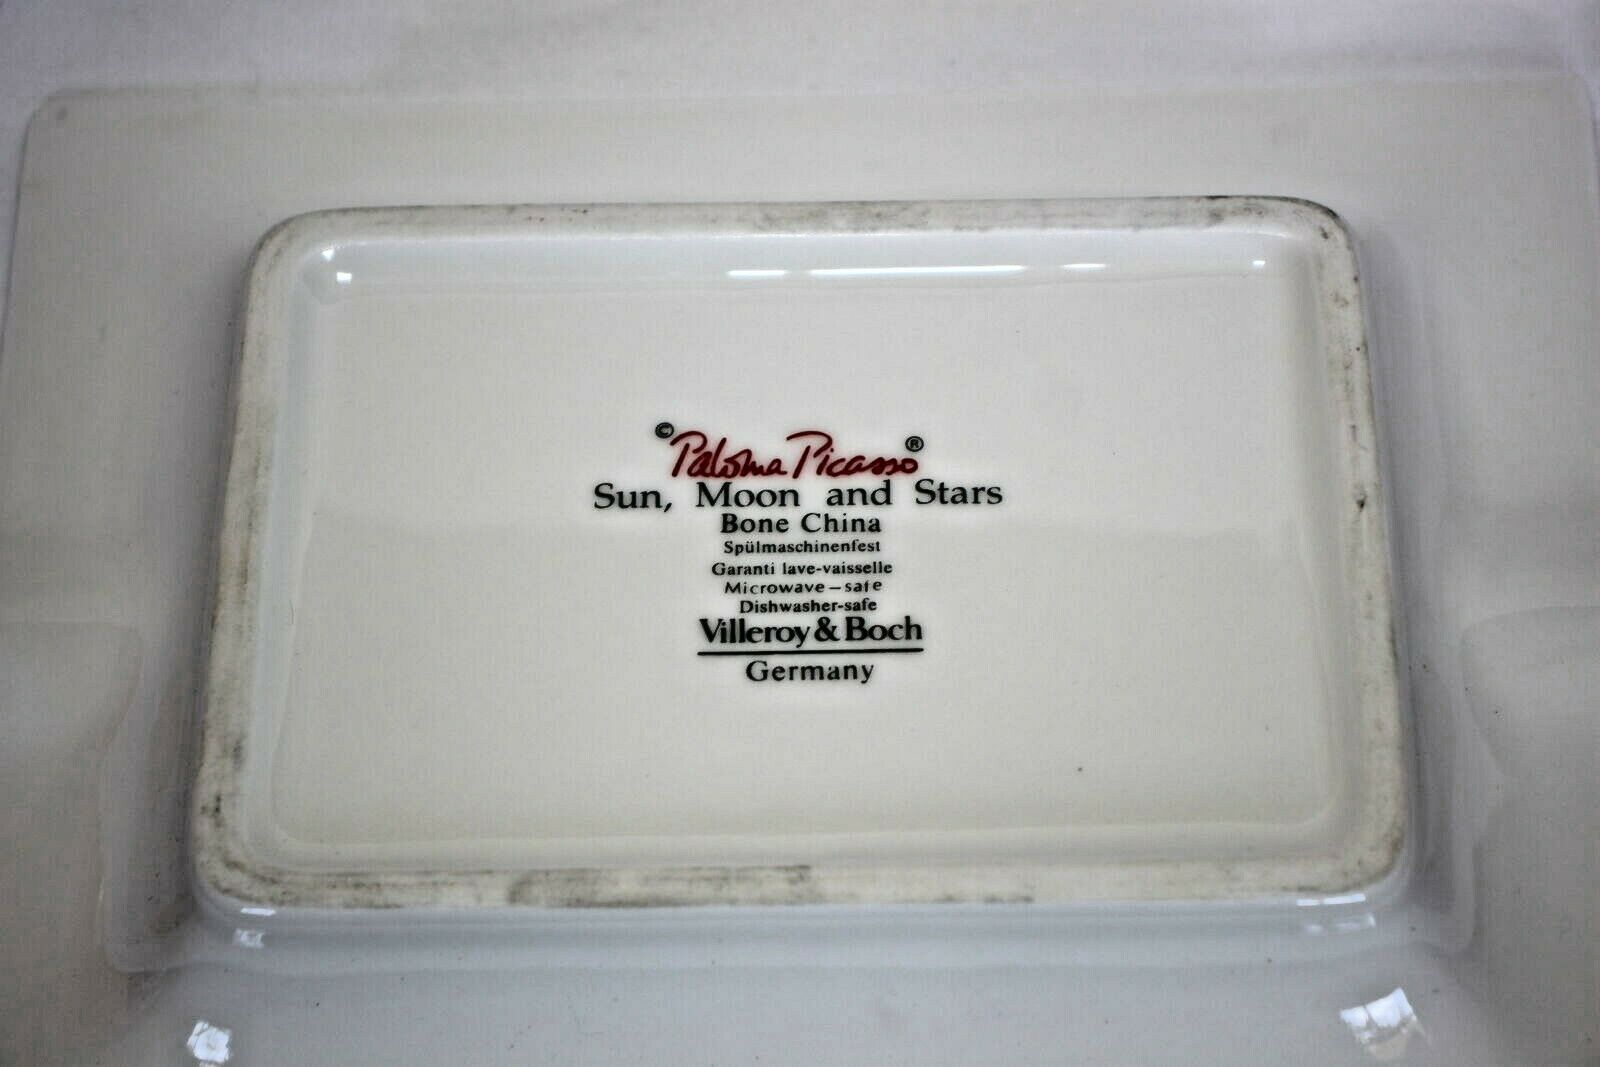 © Paloma Picasso ®
Sun, Moon and Stars
Bone China
Spülmaschinenfest
Garanti lave-vaisselle
Microwave-safe
Dishwasher-safe
Villeroy & Boch
Germany